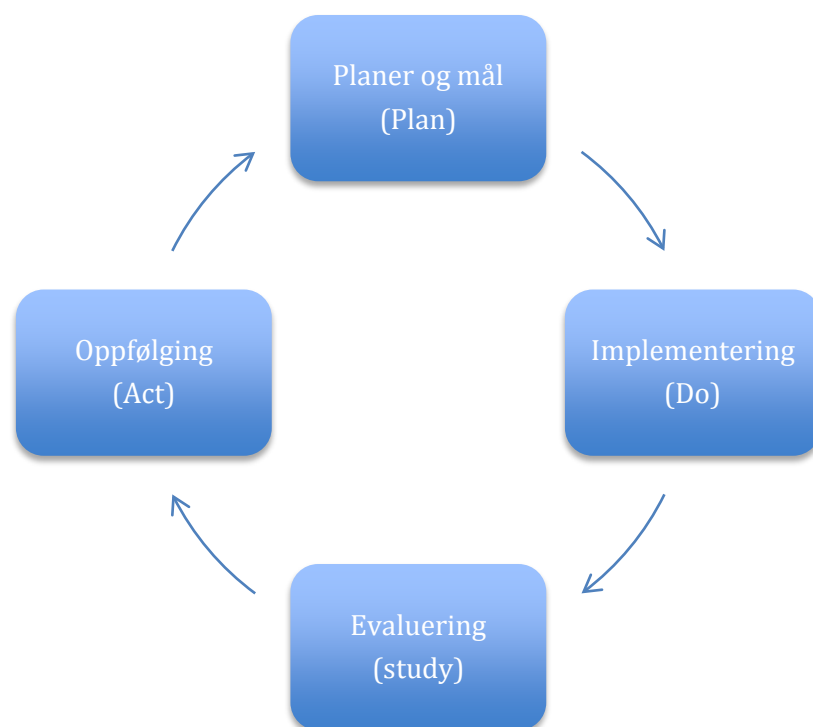 Planer og mål
(Plan)
Implementering
(Do)
Evaluering
(study)
Oppfølging
(Act)